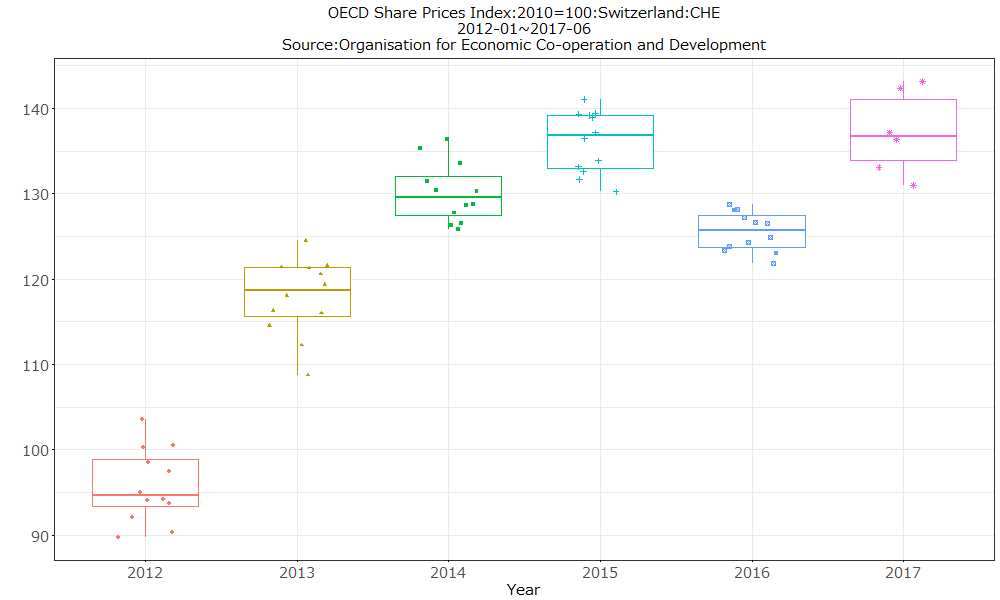 OECD Share Prices Index:2010=100:Switzerland:CHE
2012-01~2017-06
Source:Organisation for Economic Co-operation and Development
140
130
120
110
100
90
2012 2013 2014 2015 2016 2017
Year